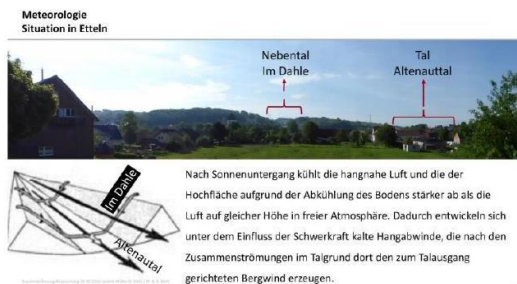 Meteorologie
Situation in Etteln
Nebental
Im Dahle
Tal
Altenauttal
Im Dahle
Altenauttal
Nach Sonnenuntergang kühlt die hangnahe Luft und die der
Hochfläche aufgrund der Abkühlung des Bodens stärker ab als die
Luft auf gleicher Höhe in freier Atmosphäre. Dadurch entwickeln sich
unter dem Einfluss der Schwerkraft kalte Hangabwinde, die nach den
Zusammenströmungen im Talgrund dort den zum Talausgang
gerichteten Bergwind erzeugen.